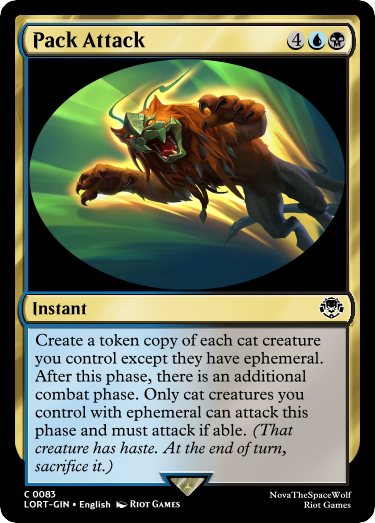 Pack Attack 4
Instant
Create a token copy of each cat creature
you control except they have ephemeral.
After this phase, there is an additional
combat phase. Only cat creatures you
control with ephemeral can attack this
phase and must attack if able. (That
creature has haste. At the end of turn,
sacrifice it.)
C 0083
LORT-GIN • English RIOT GAMES
NovaTheSpaceWolf
Riot Games